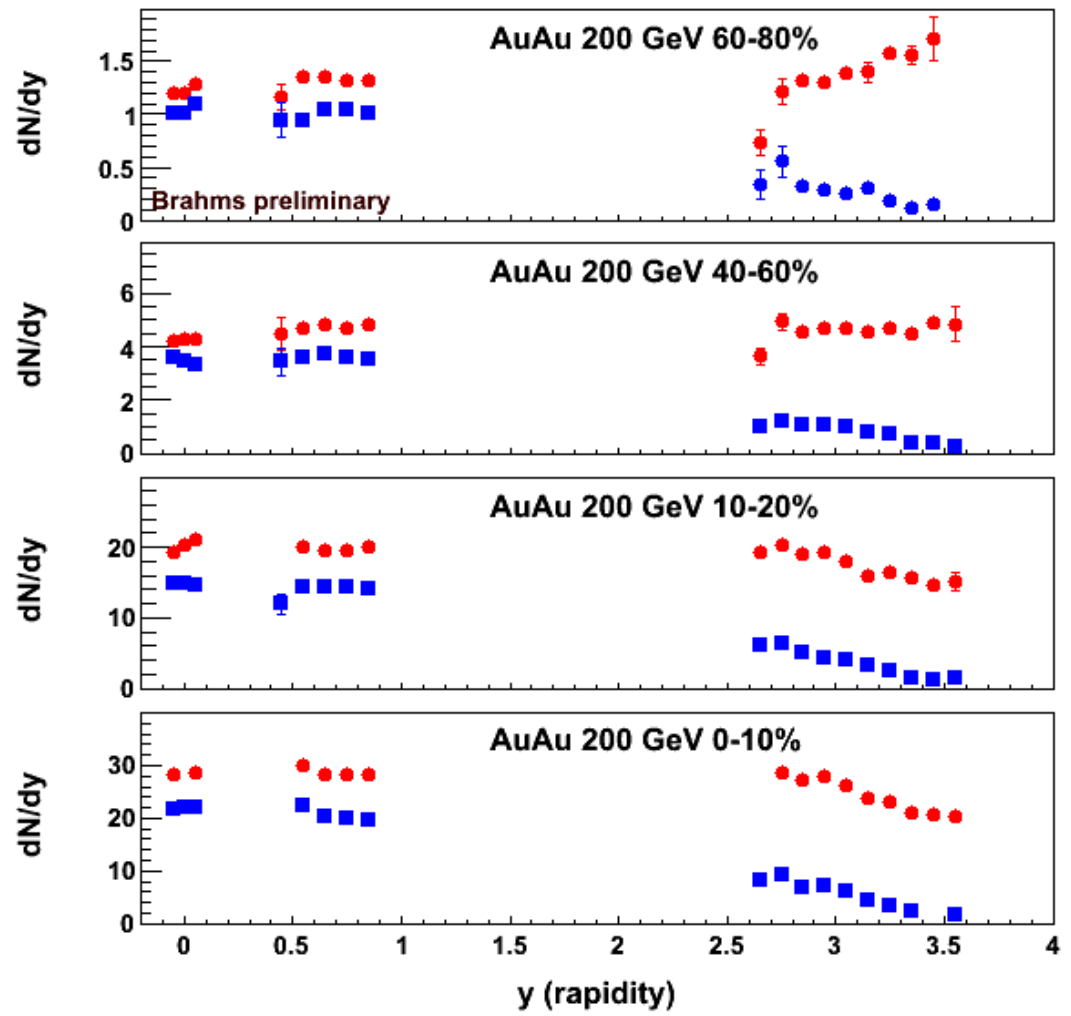 AuAu 200 GeV 60-80%
dN/dy
1.5
1
0.5
0
Brahms preliminary
AuAu 200 GeV 40-60%
dN/dy
6
4
2
0
AuAu 200 GeV 10-20%
dN/dy
20
10
0
AuAu 200 GeV 0-10%
dN/dy
30
20
10
0
0 0.5 1 1.5 2 2.5 3 3.5 4
y (rapidity)